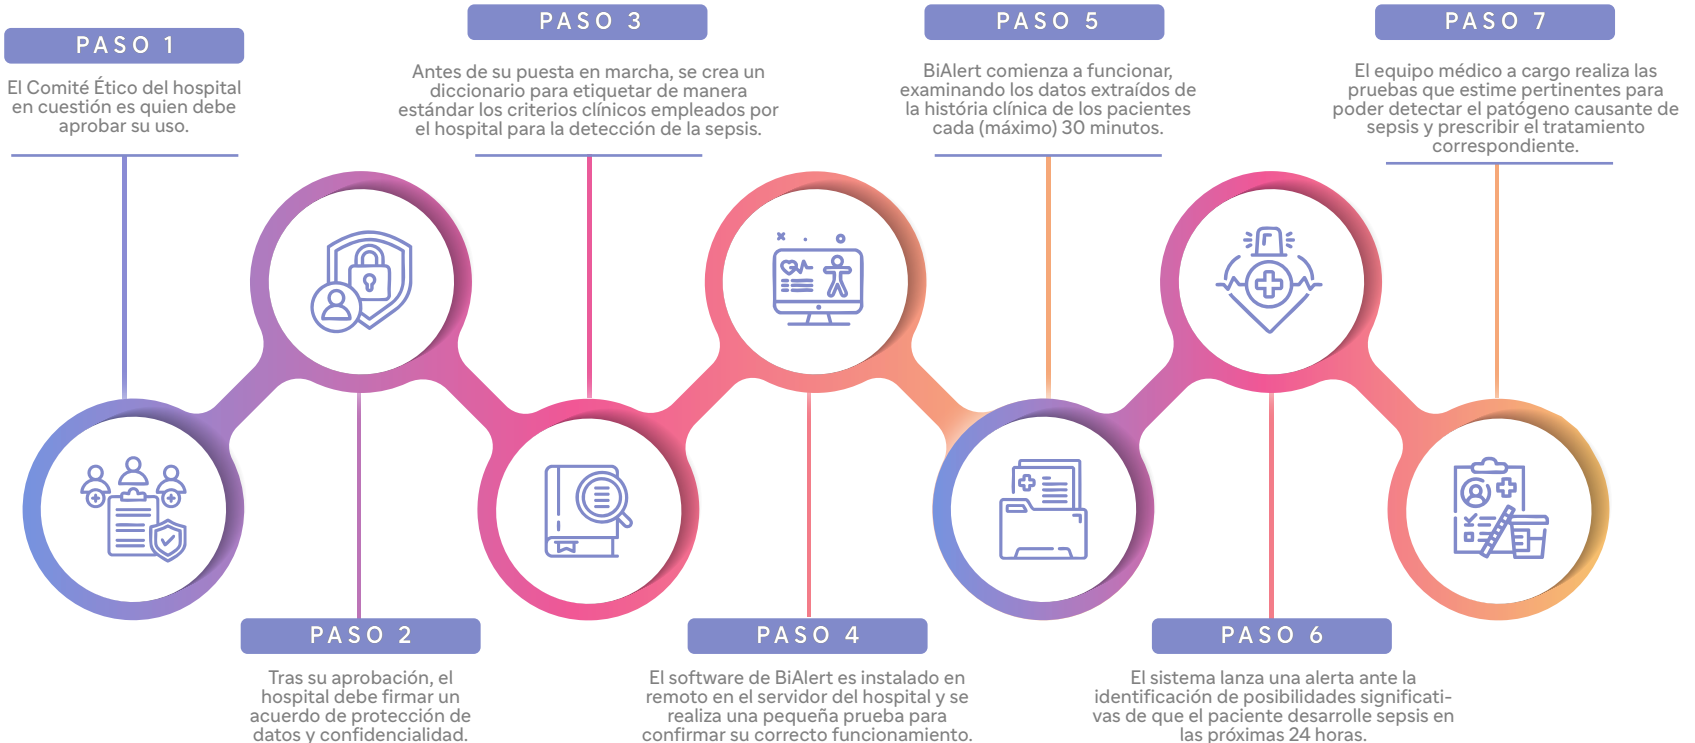 PASO 1
El Comité Ético del hospital
en cuestión es quien debe
aprobar su uso.
PASO 2
Tras su aprobación, el
hospital debe firmar un
acuerdo de protección de
datos y confidencialidad.
PASO 3
Antes de su puesta en marcha, se crea un
diccionario para etiquetar de manera
estándar los criterios clínicos empleados por
el hospital para la detección de la sepsis.
PASO 4
El software de BiAlert es instalado en
remoto en el servidor del hospital y se
realiza una pequeña prueba para
confirmar su correcto funcionamiento.
PASO 5
BiAlert comienza a funcionar,
examinando los datos extraídos de
la história clínica de los pacientes
cada (máximo) 30 minutos.
PASO 6
El sistema lanza una alerta ante la
identificación de posibilidades significati-
vas de que el paciente desarrolle sepsis en
las próximas 24 horas.
PASO 7
El equipo médico a cargo realiza las
pruebas que estime pertinentes para
poder detectar el patógeno causante de
sepsis y prescribir el tratamiento
correspondiente.